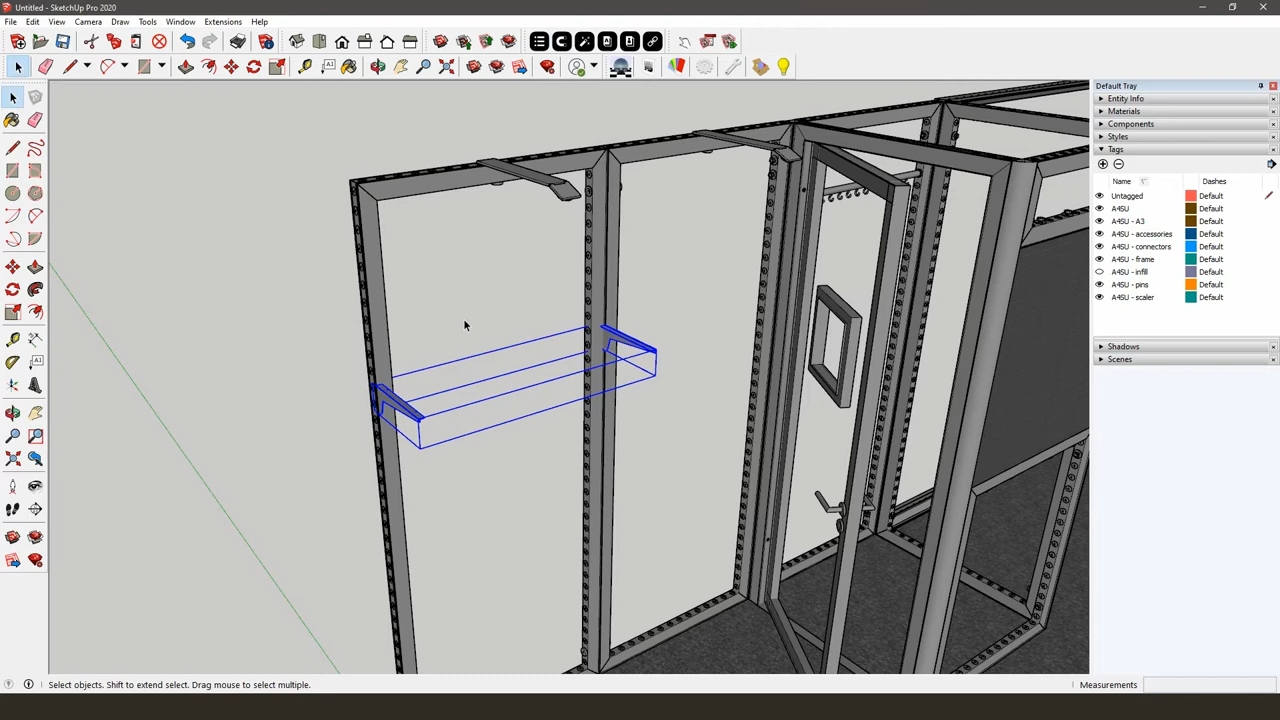 Untitled - SketchUp Pro 2020
File Edit View Camera Draw Tools Window Extensions Help
Default Tray
Entity Info
Materials
Components
Styles
Tags
Name Dashes
Untagged Default
A4SU Default
A4SU - A3 Default
A4SU - accessories Default
A4SU - connectors Default
A4SU - frame Default
A4SU - infill Default
A4SU - pins Default
A4SU - scaler Default
Shadows
Scenes
Select objects. Shift to extend select. Drag mouse to select multiple.
Measurements